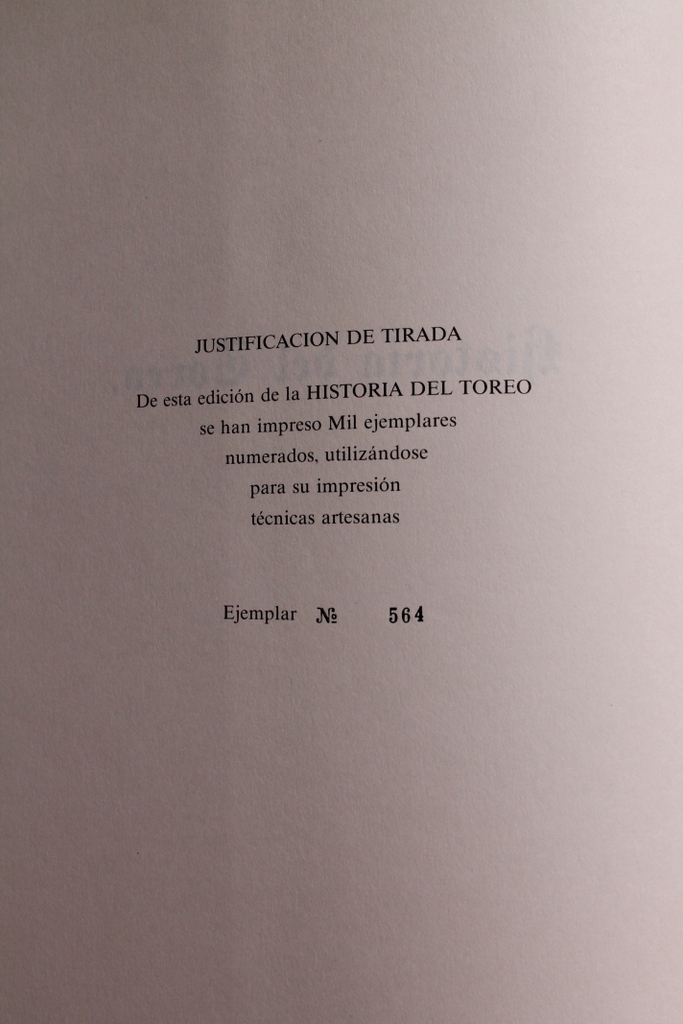 JUSTIFICACION DE TIRADA
De esta edición de la HISTORIA DEL TOREO
se han impreso Mil ejemplares
numerados, utilizándose
para su impresión
técnicas artesanas
Ejemplar № 564